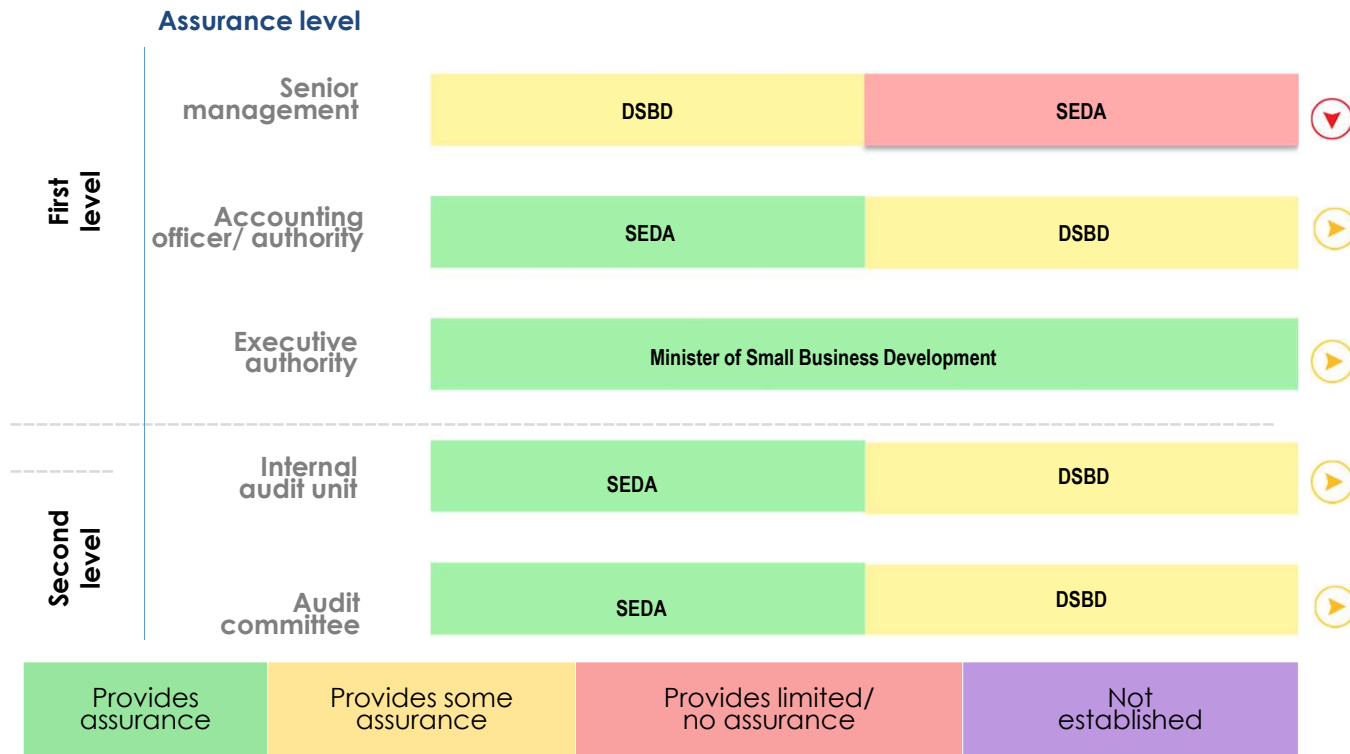 Assurance level
First
level
Senior
management
DSBD
SEDA
Accounting
officer/ authority
SEDA
DSBD
Executive
authority
Minister of Small Business Development
Second
level
Internal
audit unit
SEDA
DSBD
Audit
committee
SEDA
DSBD
Provides
assurance
Provides some
assurance
Provides limited/
no assurance
Not
established